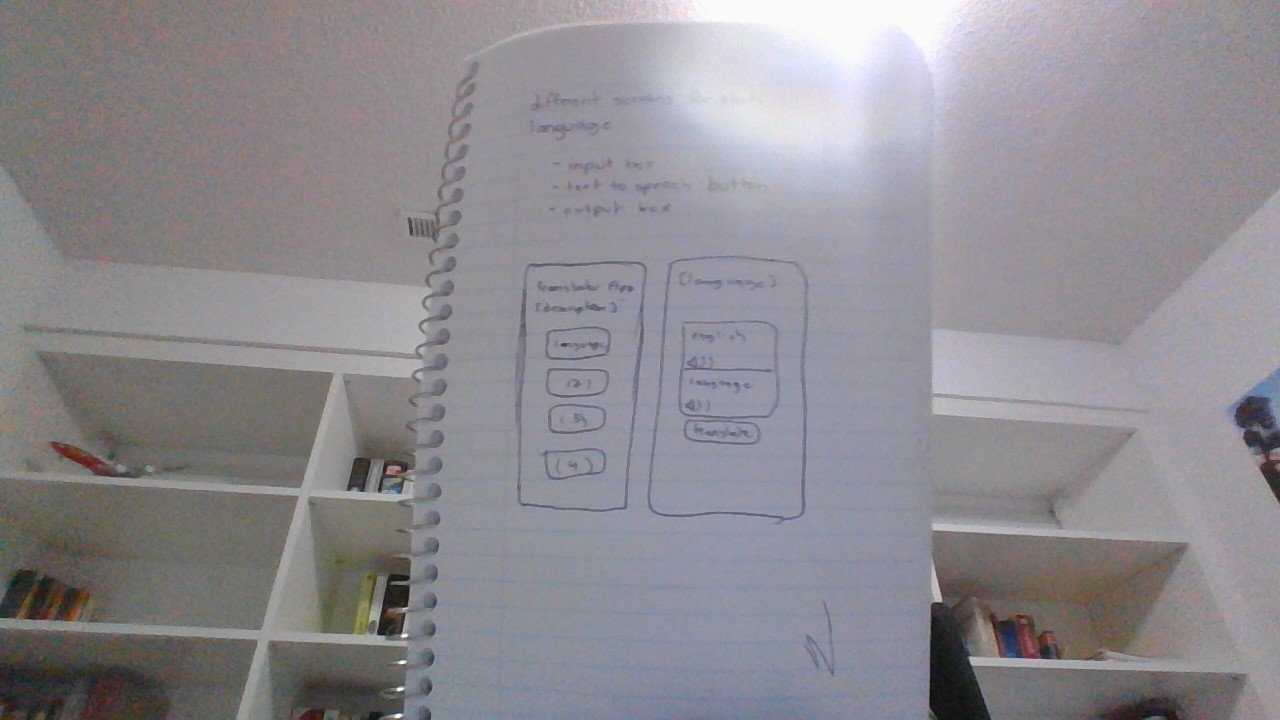 different screens for each
language
- input box
- text to speech button
- output box
Translator App
[description]
language
(2)
(3)
(4)
[language]
english
language
translate